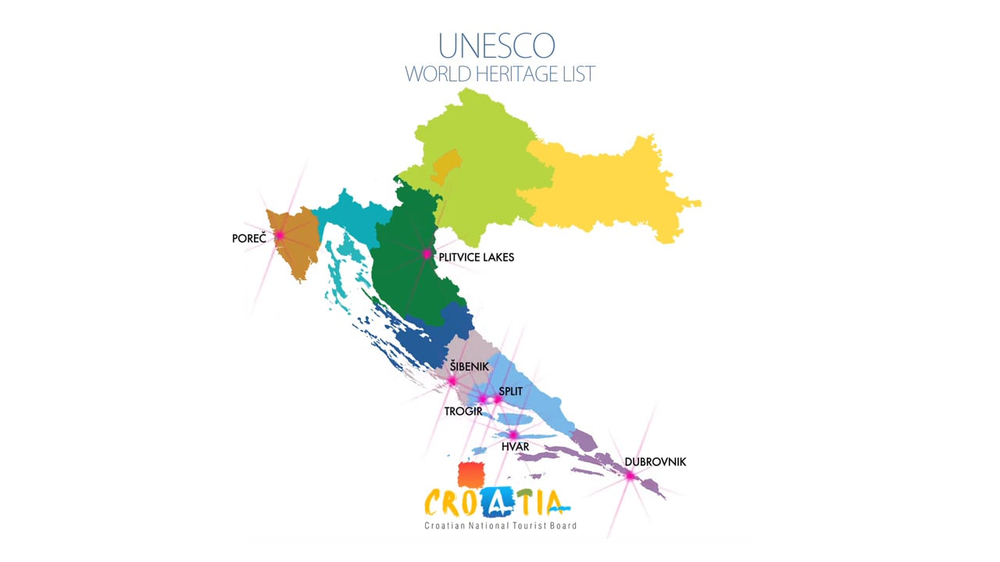 UNESCO
WORLD HERITAGE LIST
POREČ
PLITVICE LAKES
ŠIBENIK
SPLIT
TROGIR
HVAR
DUBROVNIK
CROATIA
Croatian National Tourist Board